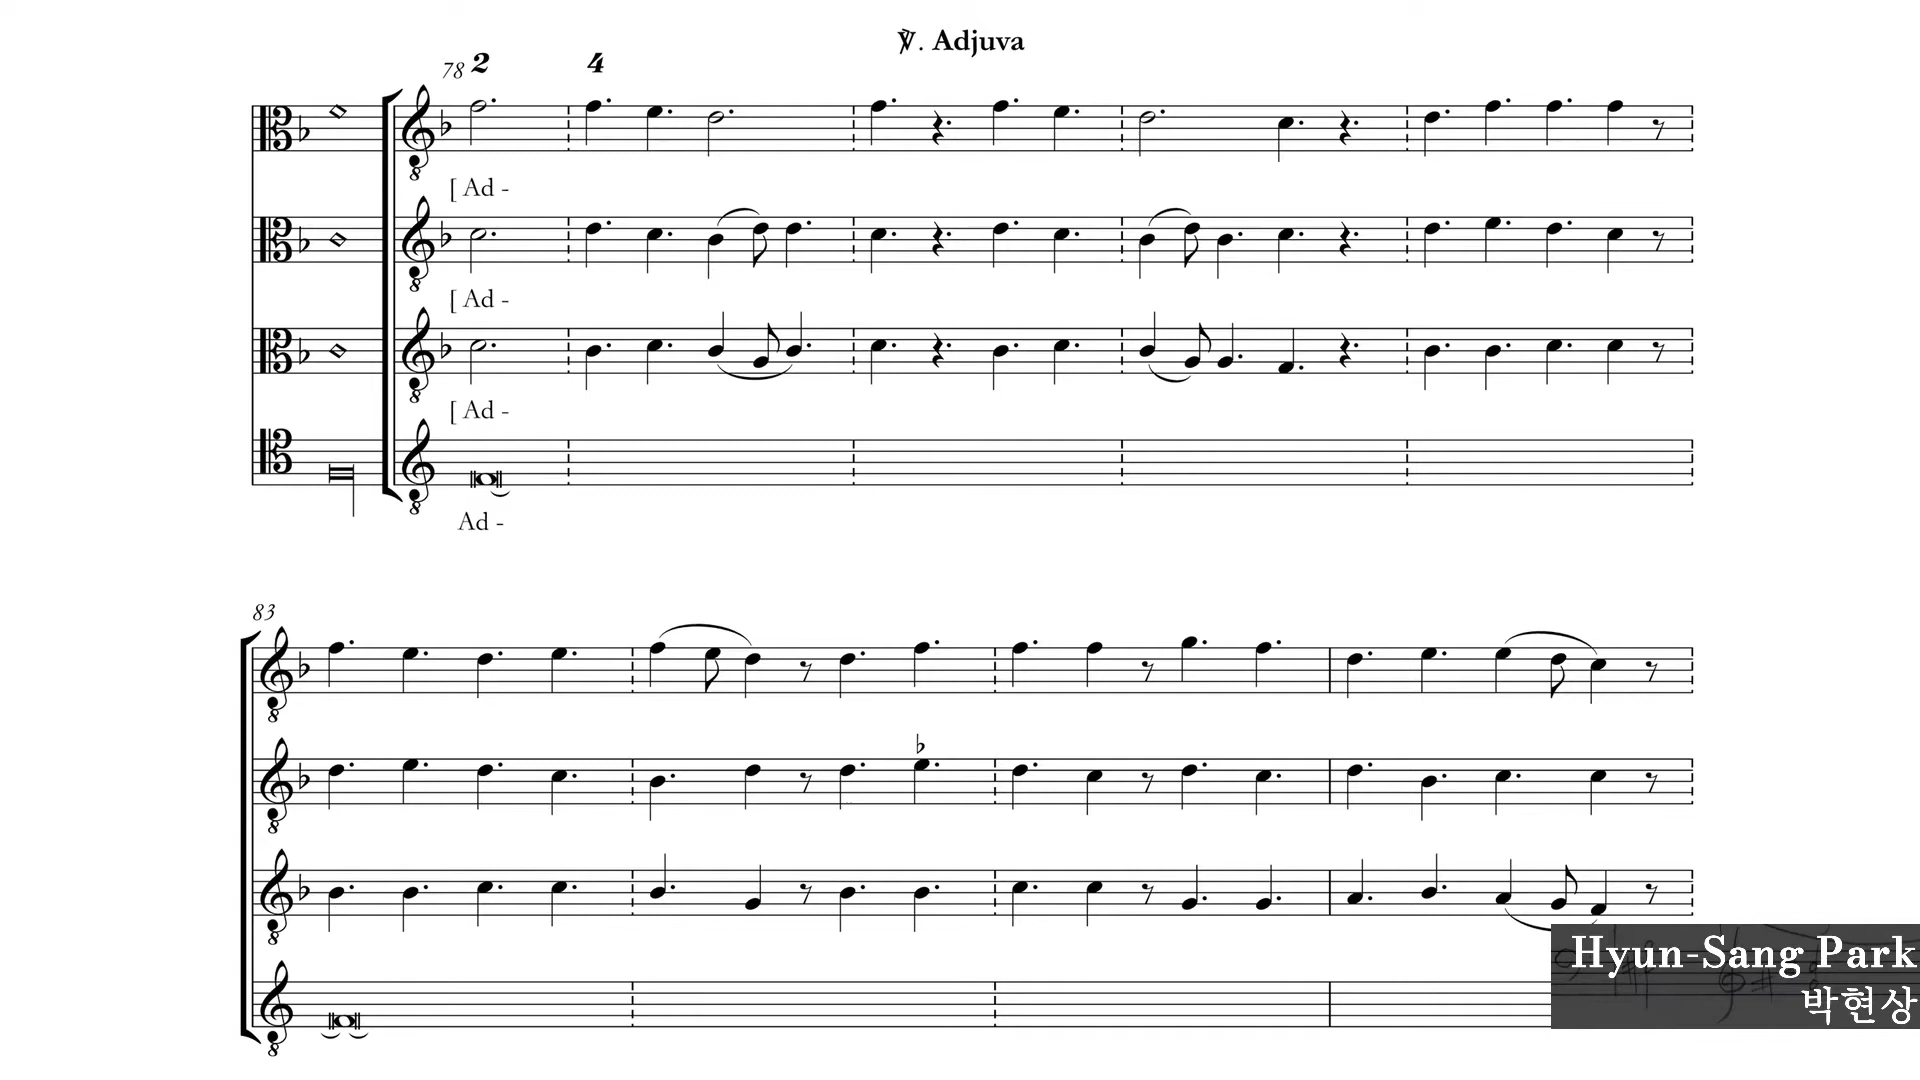 ℣. Adjuva
78 2 4
[ Ad -
[ Ad -
[ Ad -
Ad -
83
Hyun-Sang Park
박현상